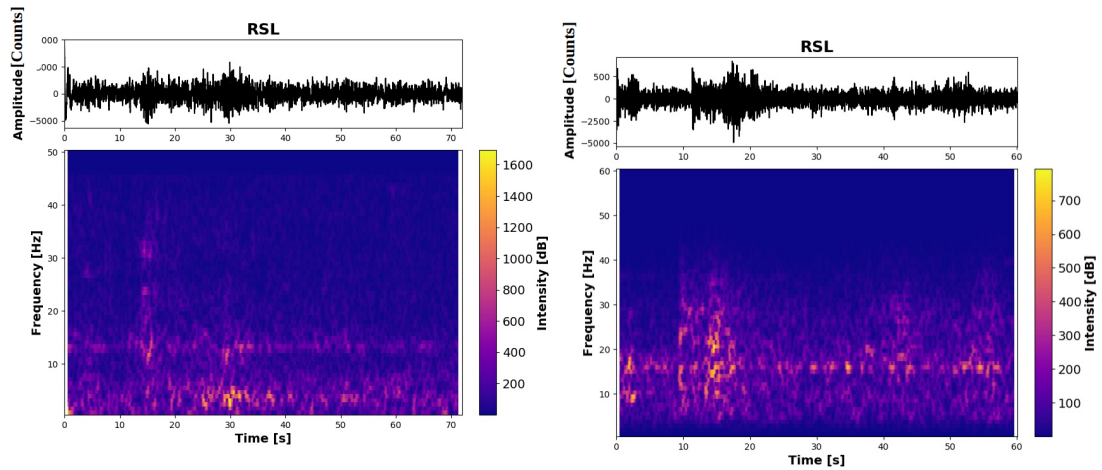 RSL
Amplitude[Counts]
,000
,000
0
−5000
0 10 20 30 40 50 60 70
Frequency [Hz]
50
40
30
20
10
0 10 20 30 40 50 60 70
Time [s]
1600
1400
1200
1000
800
600
400
200
Intensity [dB]
RSL
Amplitude [Counts]
5000
2500
0
−2500
−5000
0 10 20 30 40 50 60
Frequency [Hz]
60
50
40
30
20
10
0 10 20 30 40 50 60
Time [s]
700
600
500
400
300
200
100
Intensity [dB]